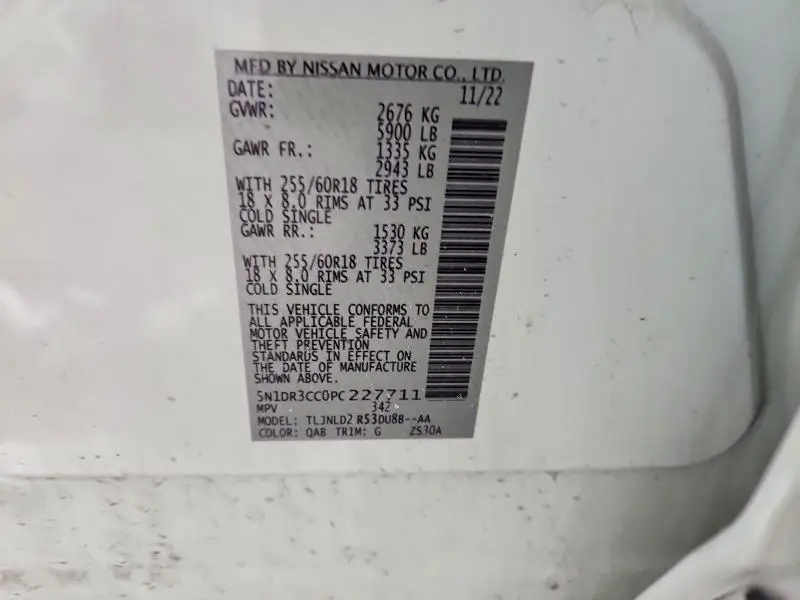 MFD BY NISSAN MOTOR CO., LTD.
DATE: 11/22
GVWR: 2676 KG
5900 LB
GAWR FR.: 1335 KG
2943 LB
WITH 255/60R18 TIRES
18 X 8.0 RIMS AT 33 PSI
COLD SINGLE
GAWR RR.: 1530 KG
3373 LB
WITH 255/60R18 TIRES
18 X 8.0 RIMS AT 33 PSI
COLD SINGLE
THIS VEHICLE CONFORMS TO
ALL APPLICABLE FEDERAL
MOTOR VEHICLE SAFETY AND
THEFT PREVENTION
STANDARDS IN EFFECT ON
THE DATE OF MANUFACTURE
SHOWN ABOVE.
5N1DR3CC0PC227711
MPV 342
MODEL: TLJNLD2 R53DU8B--AA
COLOR: QAB TRIM: G ZS30A